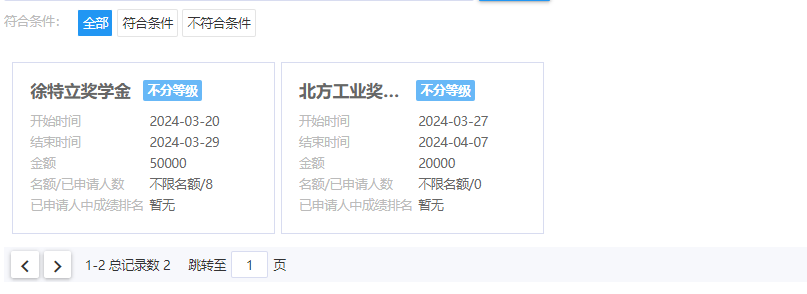 符合条件：
全部 符合条件 不符合条件
徐特立奖学金 不分等级
开始时间 2024-03-20
结束时间 2024-03-29
金额 50000
名额/已申请人数 不限名额/8
已申请人中成绩排名 暂无
北方工业奖... 不分等级
开始时间 2024-03-27
结束时间 2024-04-07
金额 20000
名额/已申请人数 不限名额/0
已申请人中成绩排名 暂无
1-2 总记录数 2 跳转至 1 页